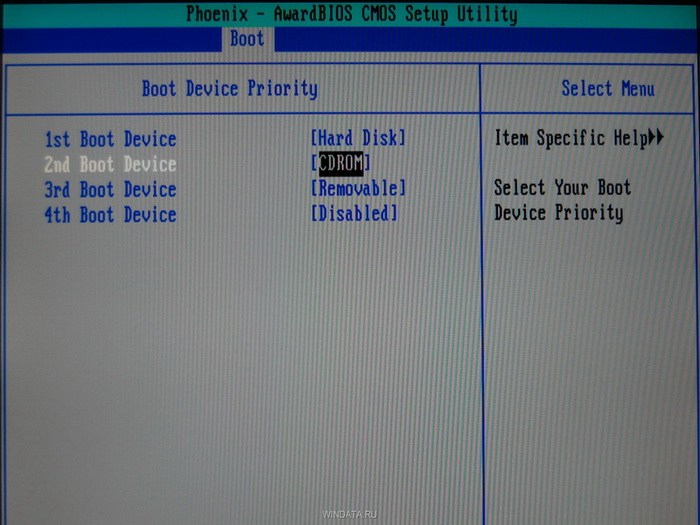 Phoenix - AwardBIOS CMOS Setup Utility
Boot
Boot Device Priority
Select Menu
1st Boot Device [Hard Disk]
2nd Boot Device [CDROM]
3rd Boot Device [Removable]
4th Boot Device [Disabled]
Item Specific Help▶▶
Select Your Boot
Device Priority
WINDATA.RU